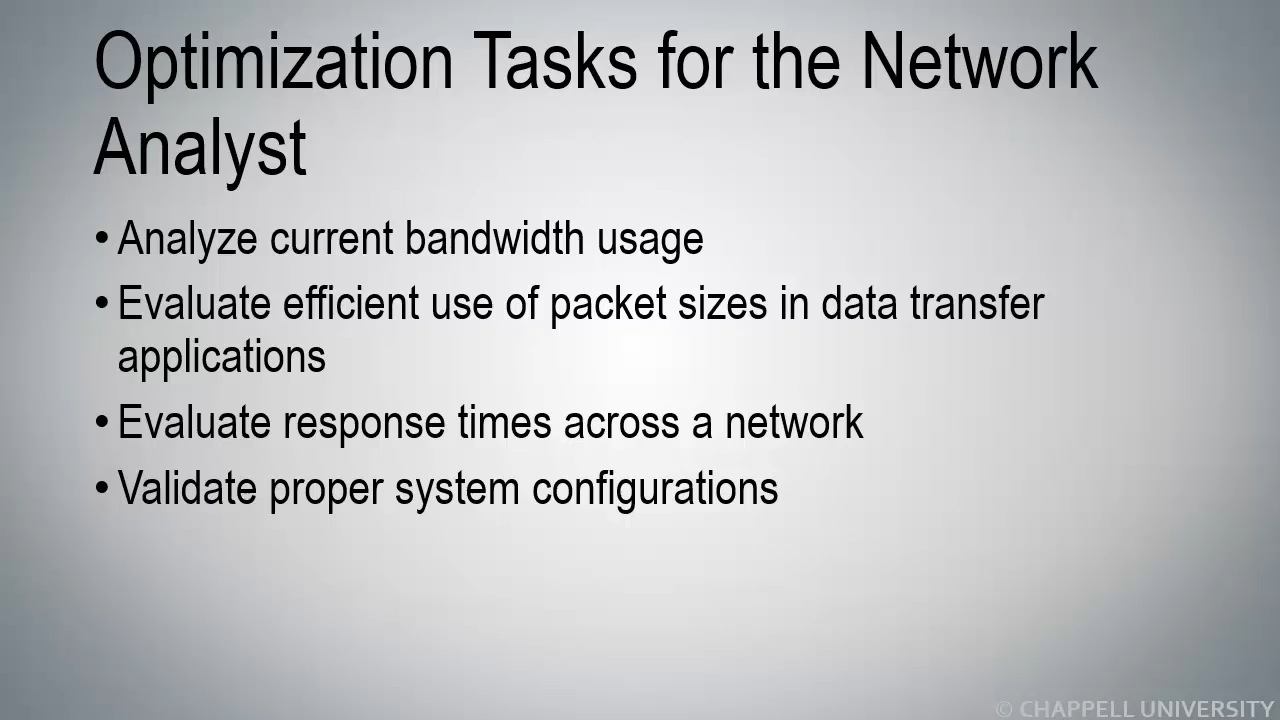 Optimization Tasks for the Network
Analyst
• Analyze current bandwidth usage
• Evaluate efficient use of packet sizes in data transfer
applications
• Evaluate response times across a network
• Validate proper system configurations
© CHAPPELL UNIVERSITY